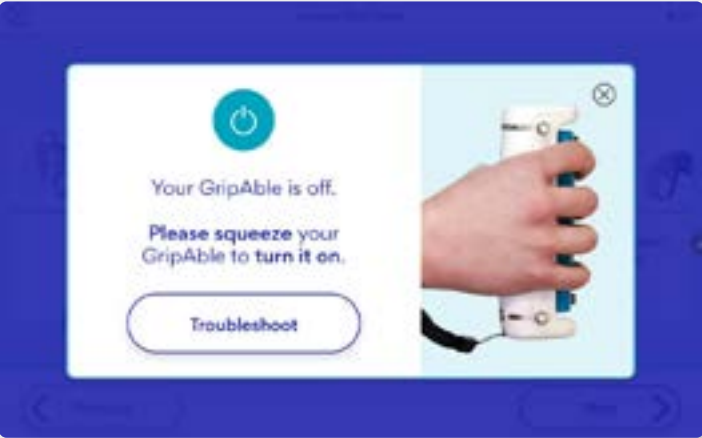 Your GripAble is off.
Please squeeze your
GripAble to turn it on.
Troubleshoot